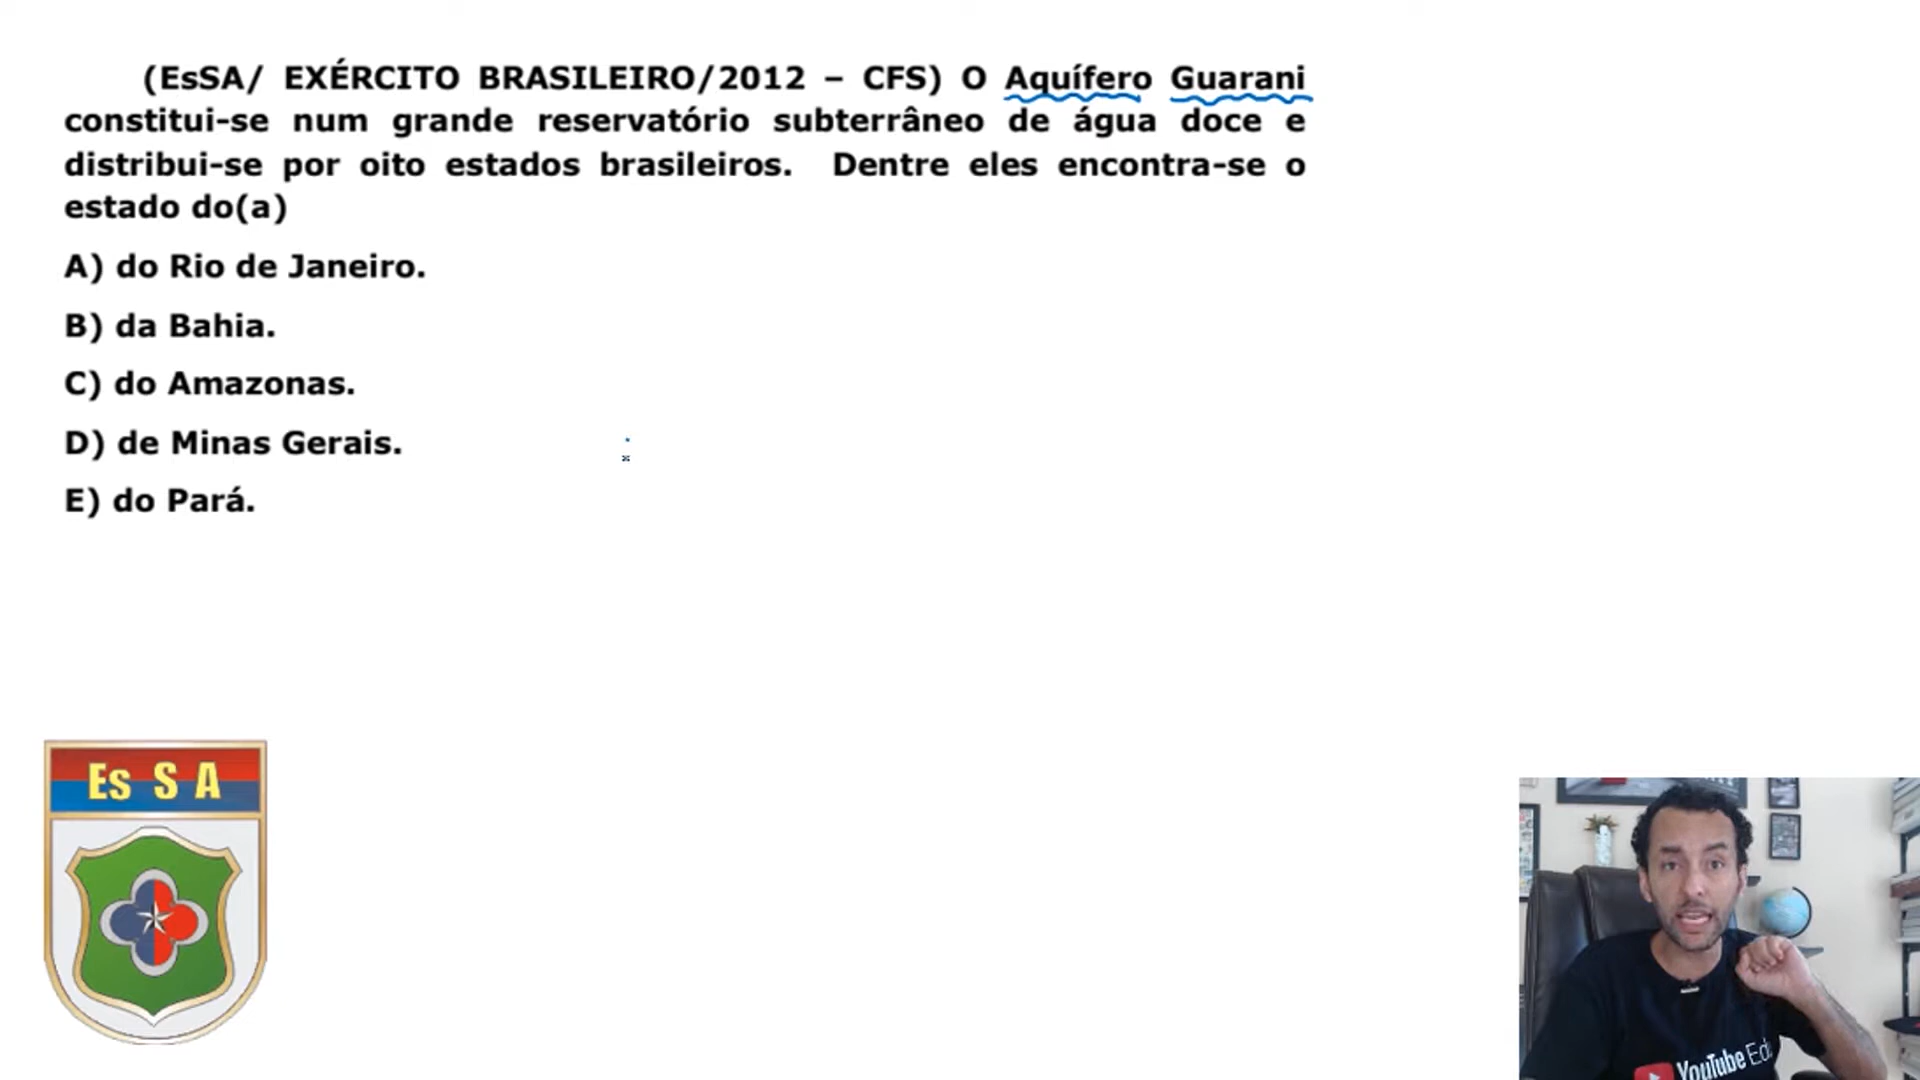 (EsSA/ EXÉRCITO BRASILEIRO/2012 – CFS) O Aquífero Guarani
constitui-se num grande reservatório subterrâneo de água doce e
distribui-se por oito estados brasileiros. Dentre eles encontra-se o
estado do(a)
A) do Rio de Janeiro.
B) da Bahia.
C) do Amazonas.
D) de Minas Gerais.
E) do Pará.
Es S A
YouTube Edu